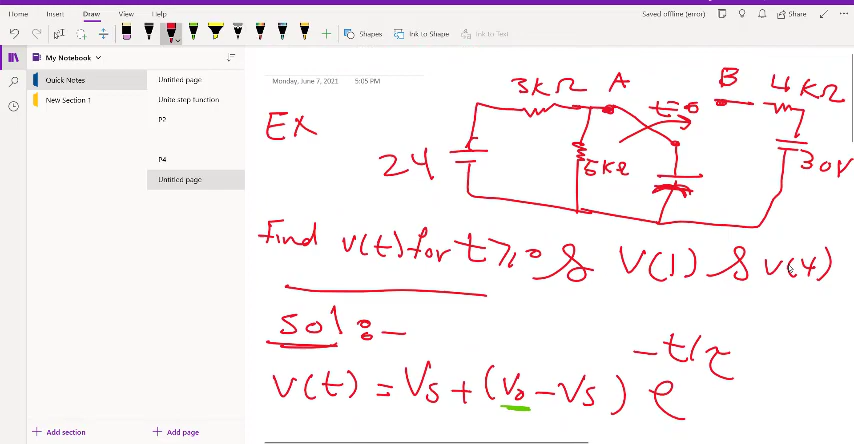 Home Insert Draw View Help Saved offline (error) Share
Shapes Ink to Shape Ink to Text
My Notebook
Quick Notes Untitled page
New Section 1 Unite step function
P2
P4
Untitled page
Add section Add page
Monday, June 7, 2021 5:05 PM
3kΩ A t=0 B 4kΩ
EX
24 5kΩ 30V
Find v(t) for t ≥ 0 & V(1) & V(4)
Sol:-
v(t) = Vs + (V0 - Vs) e^-t/τ